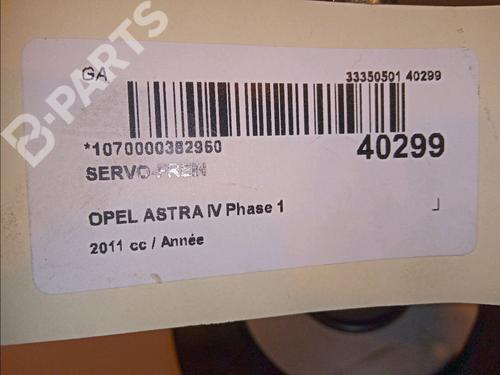 GA 33350501 40299
*1070000382960 40299
SERVO-FREIN
OPEL ASTRA IV Phase 1
2011 cc / Année
B-PARTS